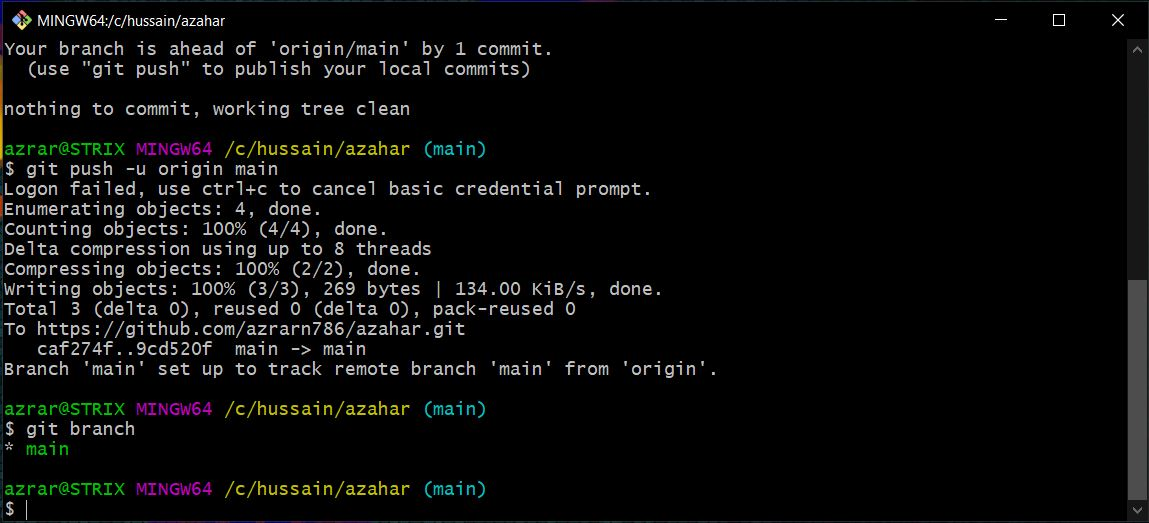 MINGW64:/c/hussain/azahar
Your branch is ahead of 'origin/main' by 1 commit.
  (use "git push" to publish your local commits)
nothing to commit, working tree clean
azrar@STRIX MINGW64 /c/hussain/azahar (main)
$ git push -u origin main
Logon failed, use ctrl+c to cancel basic credential prompt.
Enumerating objects: 4, done.
Counting objects: 100% (4/4), done.
Delta compression using up to 8 threads
Compressing objects: 100% (2/2), done.
Writing objects: 100% (3/3), 269 bytes | 134.00 KiB/s, done.
Total 3 (delta 0), reused 0 (delta 0), pack-reused 0
To https://github.com/azrarn786/azahar.git
   caf274f..9cd520f  main -> main
Branch 'main' set up to track remote branch 'main' from 'origin'.
azrar@STRIX MINGW64 /c/hussain/azahar (main)
$ git branch
* main
azrar@STRIX MINGW64 /c/hussain/azahar (main)
$